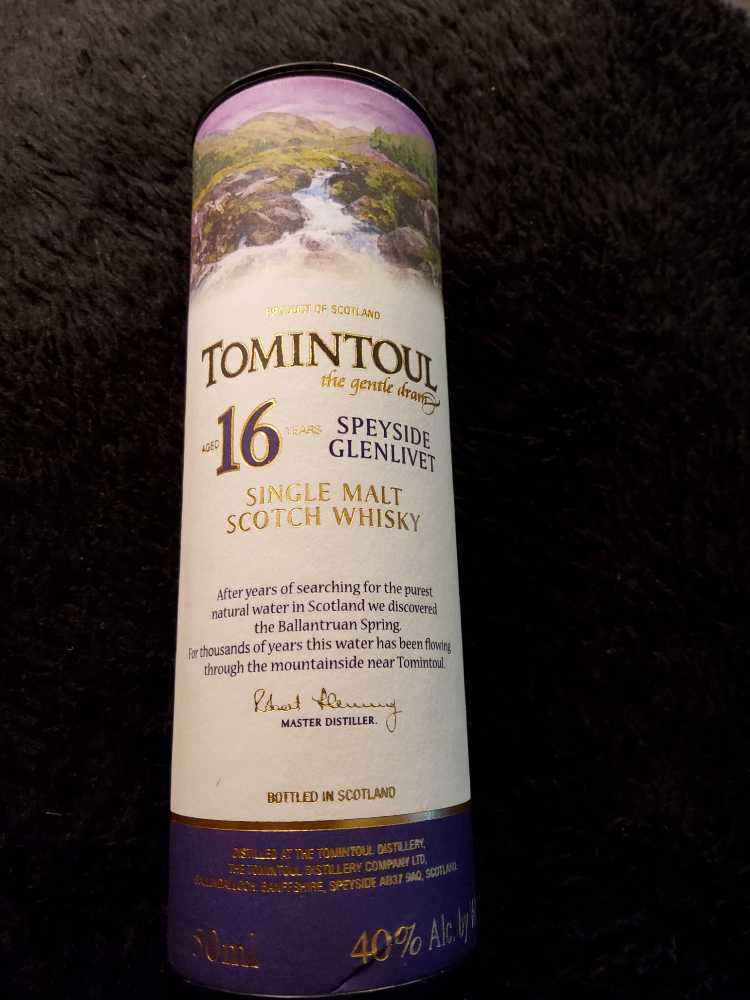 PRODUCT OF SCOTLAND
TOMINTOUL
the gentle dram
AGED 16 YEARS
SPEYSIDE
GLENLIVET
SINGLE MALT
SCOTCH WHISKY
After years of searching for the purest
natural water in Scotland we discovered
the Ballantruan Spring.
For thousands of years this water has been flowing
through the mountainside near Tomintoul.
Robert Fleming
MASTER DISTILLER.
BOTTLED IN SCOTLAND
DISTILLED AT THE TOMINTOUL DISTILLERY,
THE TOMINTOUL DISTILLERY COMPANY LTD,
BALLINDALLOCH, BANFFSHIRE, SPEYSIDE AB37 9AQ, SCOTLAND.
50ml 40% Alc. by